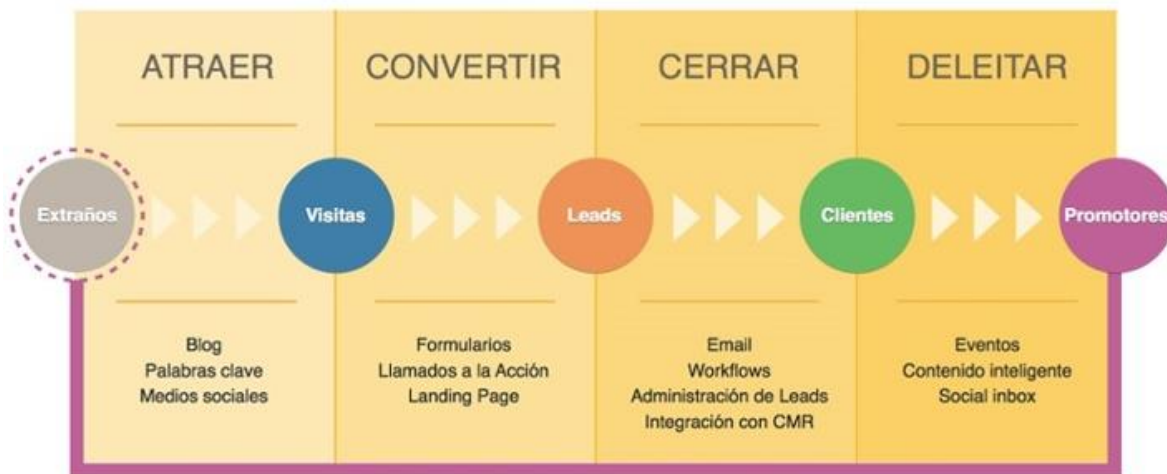 ATRAER
CONVERTIR
CERRAR
DELEITAR
Extraños
Visitas
Leads
Clientes
Promotores
Blog
Palabras clave
Medios sociales
Formularios
Llamados a la Acción
Landing Page
Email
Workflows
Administración de Leads
Integración con CMR
Eventos
Contenido inteligente
Social inbox